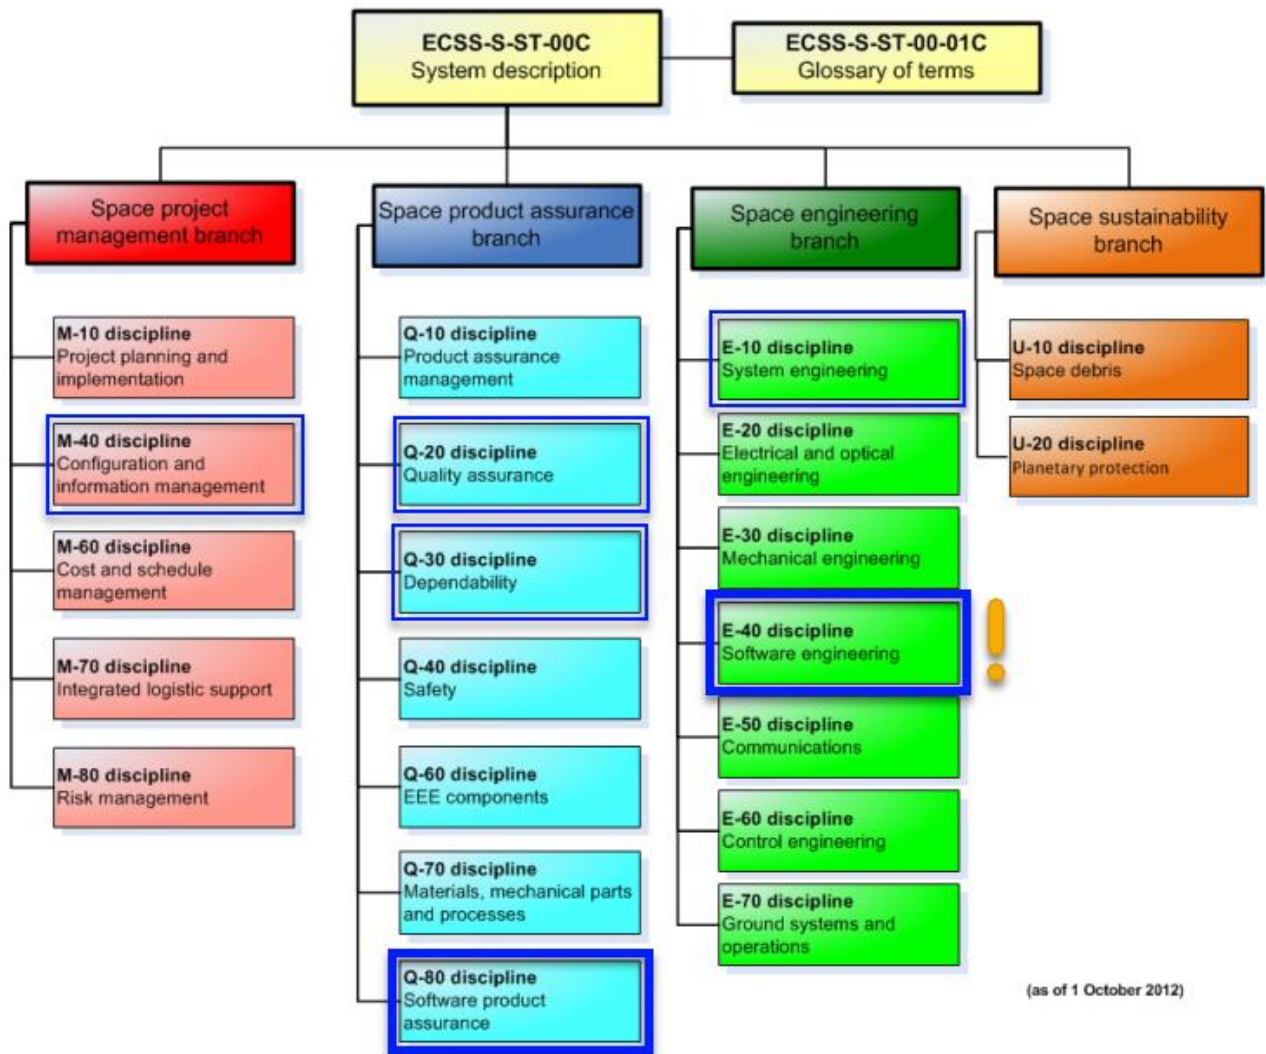 ECSS-S-ST-00C
System description
ECSS-S-ST-00-01C
Glossary of terms
Space project
management branch
M-10 discipline
Project planning and
implementation
M-40 discipline
Configuration and
information management
M-60 discipline
Cost and schedule
management
M-70 discipline
Integrated logistic support
M-80 discipline
Risk management
Space product assurance
branch
Q-10 discipline
Product assurance
management
Q-20 discipline
Quality assurance
Q-30 discipline
Dependability
Q-40 discipline
Safety
Q-60 discipline
EEE components
Q-70 discipline
Materials, mechanical parts
and processes
Q-80 discipline
Software product
assurance
Space engineering
branch
E-10 discipline
System engineering
E-20 discipline
Electrical and optical
engineering
E-30 discipline
Mechanical engineering
E-40 discipline
Software engineering
!
E-50 discipline
Communications
E-60 discipline
Control engineering
E-70 discipline
Ground systems and
operations
Space sustainability
branch
U-10 discipline
Space debris
U-20 discipline
Planetary protection
(as of 1 October 2012)